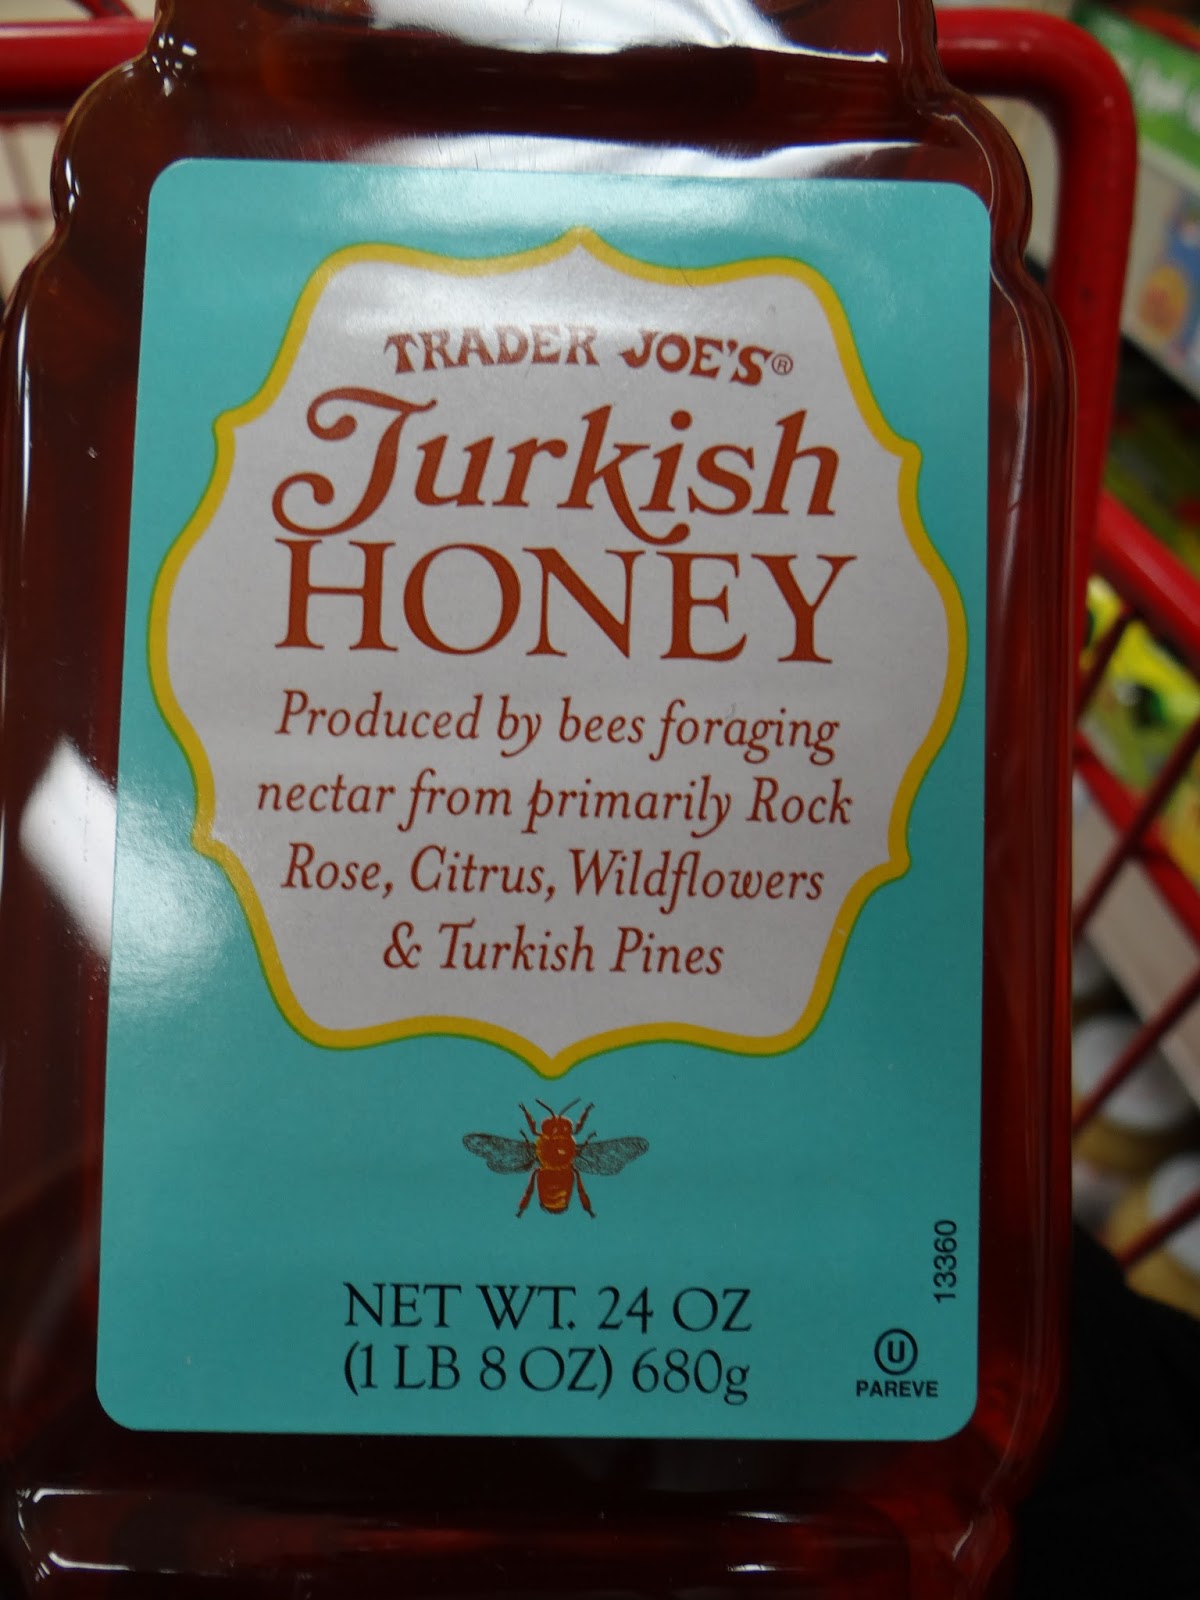 TRADER JOE'S®
Turkish
HONEY
Produced by bees foraging
nectar from primarily Rock
Rose, Citrus, Wildflowers
& Turkish Pines
NET WT. 24 OZ
(1 LB 8 OZ) 680g
13360
U
PAREVE